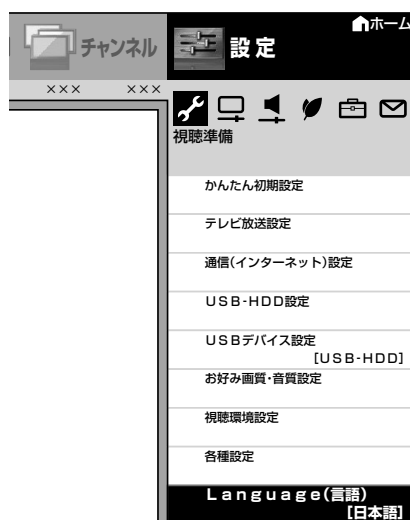 ホーム
チャンネル
設定
××× ×××
視聴準備
かんたん初期設定
テレビ放送設定
通信(インターネット)設定
USB-HDD設定
USBデバイス設定
[USB-HDD]
お好み画質・音質設定
視聴環境設定
各種設定
Language(言語)
[日本語]